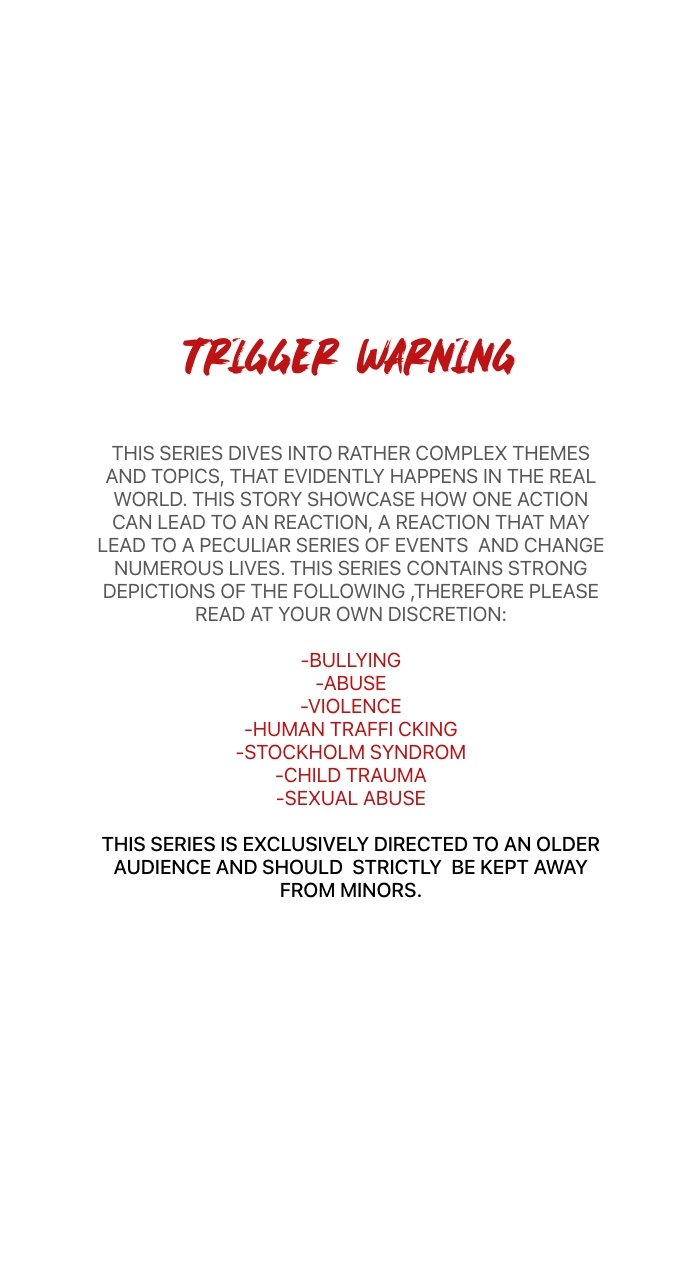 TRIGGER WARNING
THIS SERIES DIVES INTO RATHER COMPLEX THEMES
AND TOPICS, THAT EVIDENTLY HAPPENS IN THE REAL
WORLD. THIS STORY SHOWCASE HOW ONE ACTION
CAN LEAD TO AN REACTION, A REACTION THAT MAY
LEAD TO A PECULIAR SERIES OF EVENTS  AND CHANGE
NUMEROUS LIVES. THIS SERIES CONTAINS STRONG
DEPICTIONS OF THE FOLLOWING ,THEREFORE PLEASE
READ AT YOUR OWN DISCRETION:
-BULLYING
-ABUSE
-VIOLENCE
-HUMAN TRAFFI CKING
-STOCKHOLM SYNDROM
-CHILD TRAUMA
-SEXUAL ABUSE
THIS SERIES IS EXCLUSIVELY DIRECTED TO AN OLDER
AUDIENCE AND SHOULD  STRICTLY  BE KEPT AWAY
FROM MINORS.